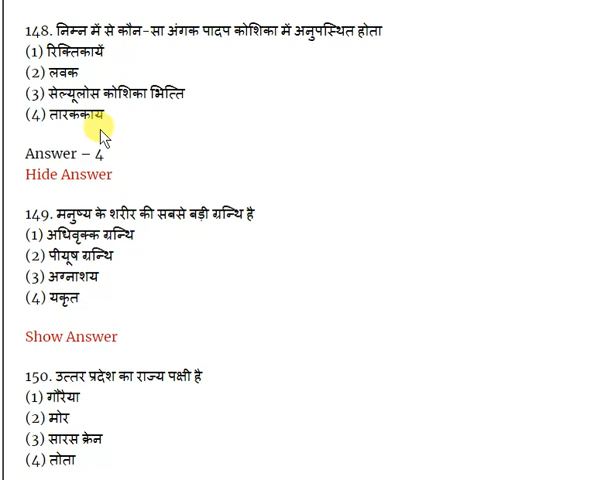 148. निम्न में से कौन-सा अंगक पादप कोशिका में अनुपस्थित होता
(1) रिक्तिकायें
(2) लवक
(3) सेल्यूलोस कोशिका भित्ति
(4) तारककाय
Answer – 4
Hide Answer
149. मनुष्य के शरीर की सबसे बड़ी ग्रन्थि है
(1) अधिवृक्क ग्रन्थि
(2) पीयूष ग्रन्थि
(3) अग्नाशय
(4) यकृत
Show Answer
150. उत्तर प्रदेश का राज्य पक्षी है
(1) गौरैया
(2) मोर
(3) सारस क्रेन
(4) तोता